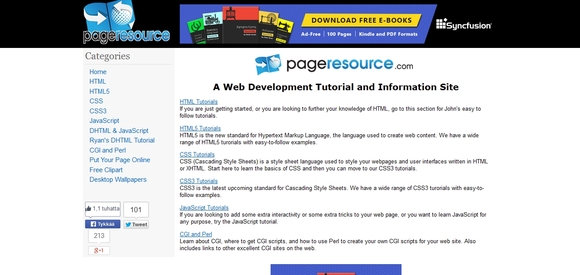 pageresource
DOWNLOAD FREE E-BOOKS
Ad-Free | 100 Pages | Kindle and PDF Formats
Syncfusion
Categories
Home
HTML
HTML5
CSS
CSS3
JavaScript
DHTML & JavaScript
Ryan's DHTML Tutorial
CGI and Perl
Put Your Page Online
Free Clipart
Desktop Wallpapers
1,1 tuhatta
101
Tykkää
Tweet
213
g+1
pageresource.com
A Web Development Tutorial and Information Site
HTML Tutorials
If you are just getting started, or you are looking to further your knowledge of HTML, go to this section for John's easy to
follow tutorials.
HTML5 Tutorials
HTML5 is the new standard for Hypertext Markup Language, the language used to create web content. We have a wide
range of HTML5 turorials with easy-to-follow examples.
CSS Tutorials
CSS (Cascading Style Sheets) is a style sheet language used to style your webpages and user interfaces written in HTML
or XHTML. Start here to learn the basics of CSS and then you can move to our CSS3 tutorials.
CSS3 Tutorials
CSS3 is the latest upcoming standard for Cascading Style Sheets. We have a wide range of CSS3 turorials with easy-to-
follow examples.
JavaScript Tutorials
If you are looking to add some extra interactivity or some extra tricks to your web page, or you want to learn JavaScript for
any purpose, try the JavaScript tutorial.
CGI and Perl
Learn about CGI, where to get CGI scripts, and how to use Perl to create your own CGI scripts for your web site. Also
includes links to other excellent CGI sites on the web.